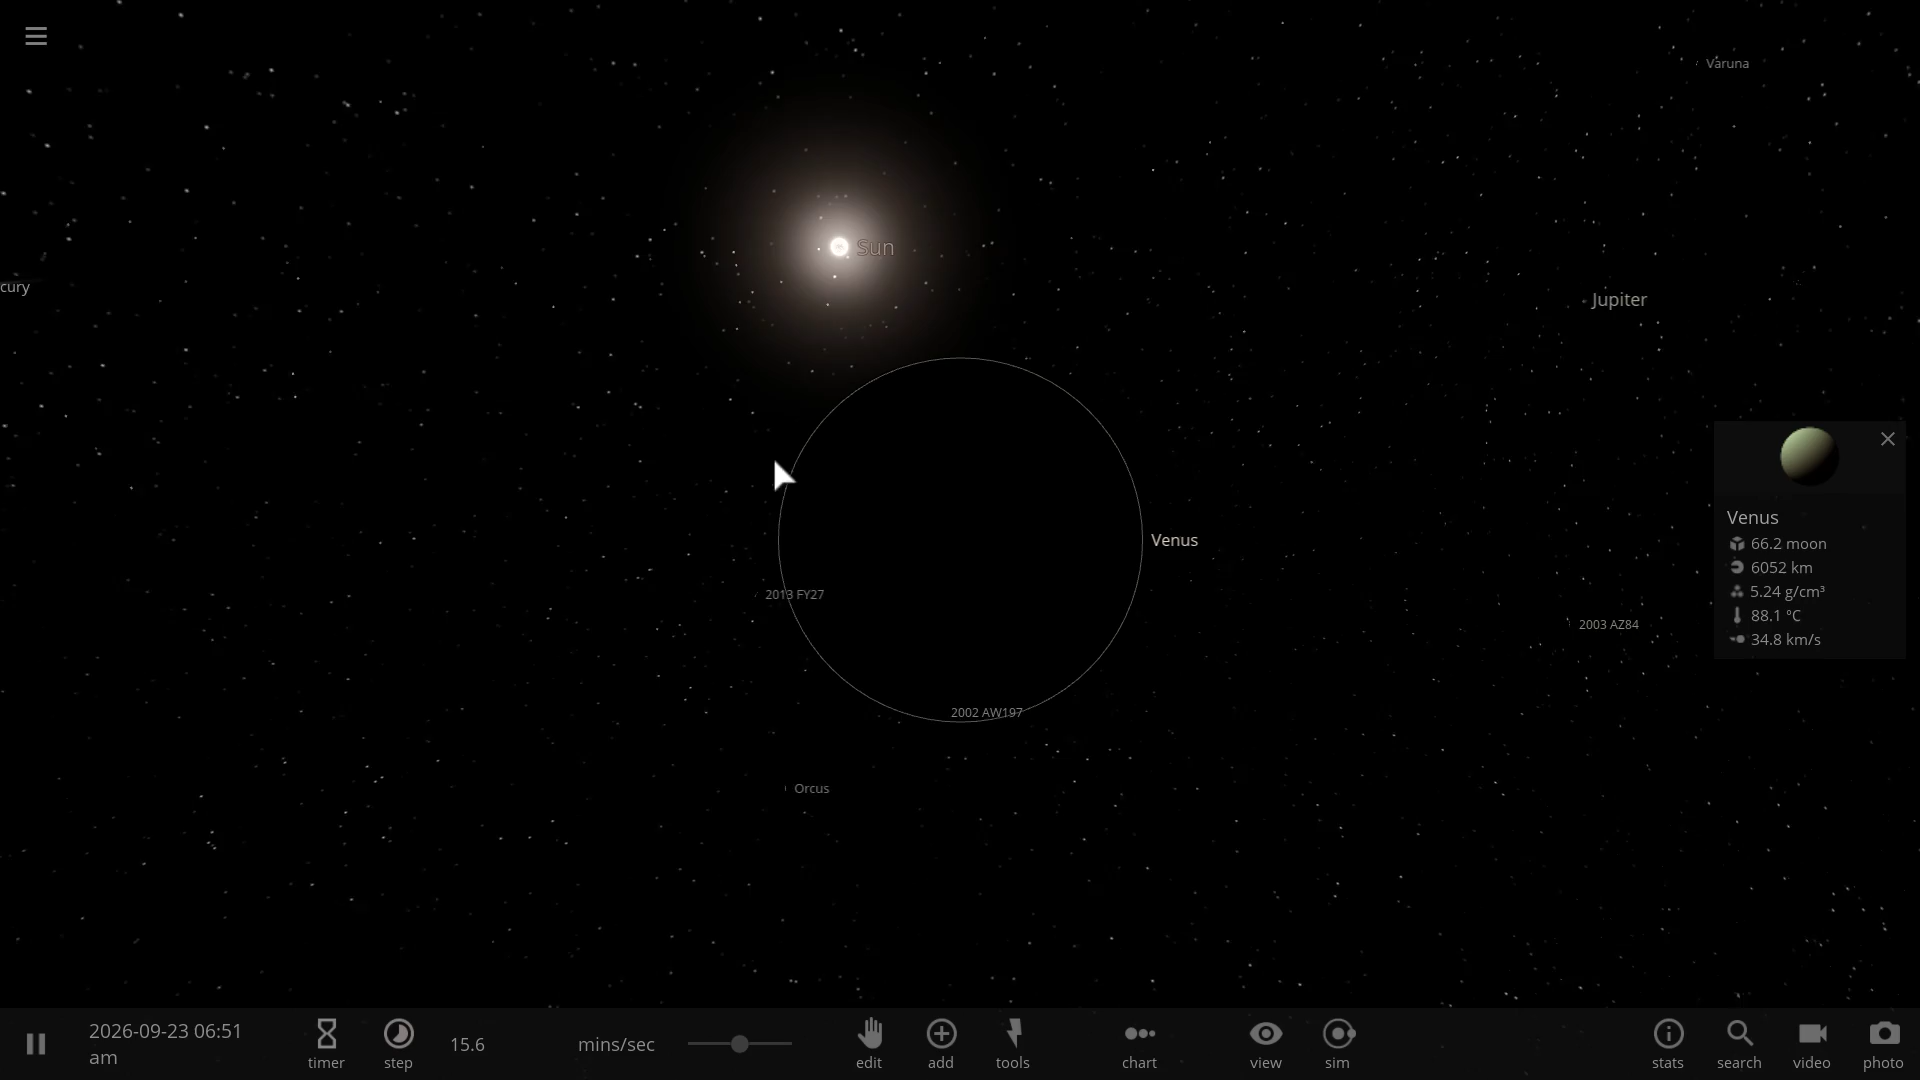 Varuna
Sun
cury
Jupiter
Venus
Venus
66.2 moon
6052 km
5.24 g/cm³
88.1 °C
34.8 km/s
2013 FY27
2003 AZ84
2002 AW197
Orcus
2026-09-23 06:51
am
timer
step
15.6
mins/sec
edit
add
tools
chart
view
sim
stats
search
video
photo